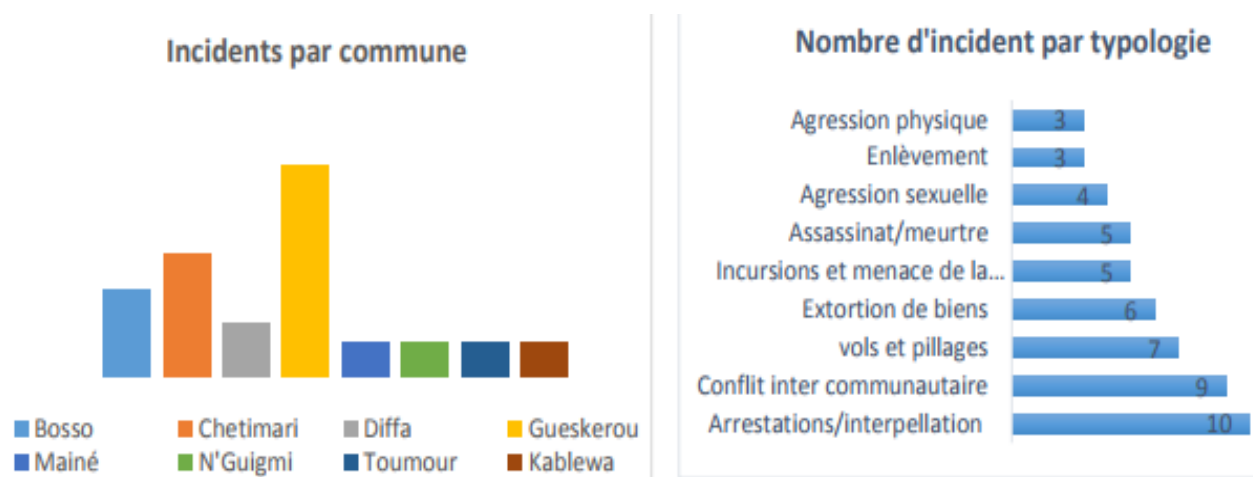 Incidents par commune
Bosso Chetimari Diffa Gueskerou
Mainé N'Guigmi Toumour Kablewa
Nombre d'incident par typologie
Agression physique 3
Enlèvement 3
Agression sexuelle 4
Assassinat/meurtre 5
Incursions et menace de la... 5
Extortion de biens 6
vols et pillages 7
Conflit inter communautaire 9
Arrestations/interpellation 10